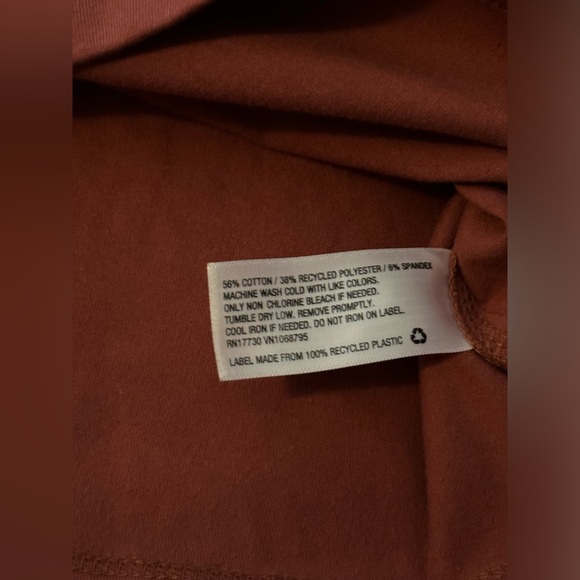 56% COTTON / 38% RECYCLED POLYESTER / 6% SPANDEX
MACHINE WASH COLD WITH LIKE COLORS.
ONLY NON CHLORINE BLEACH IF NEEDED.
TUMBLE DRY LOW. REMOVE PROMPTLY.
COOL IRON IF NEEDED. DO NOT IRON ON LABEL.
RN17730 VN1068795
LABEL MADE FROM 100% RECYCLED PLASTIC